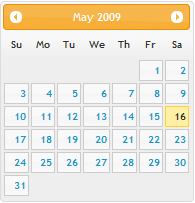 May 2009
Su Mo Tu We Th Fr Sa
1 2
3 4 5 6 7 8 9
10 11 12 13 14 15 16
17 18 19 20 21 22 23
24 25 26 27 28 29 30
31